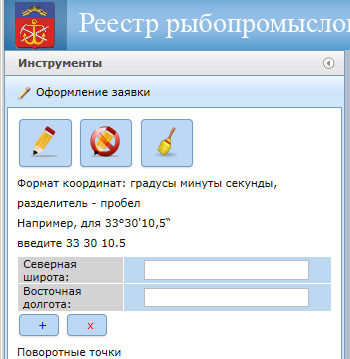 Реестр рыбопромыслов
Инструменты
Оформление заявки
Формат координат: градусы минуты секунды,
разделитель - пробел
Например, для 33°30'10,5"
введите 33 30 10.5
Северная
широта:
Восточная
долгота:
+ x
Поворотные точки